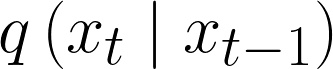 q (x_t | x_{t−1})